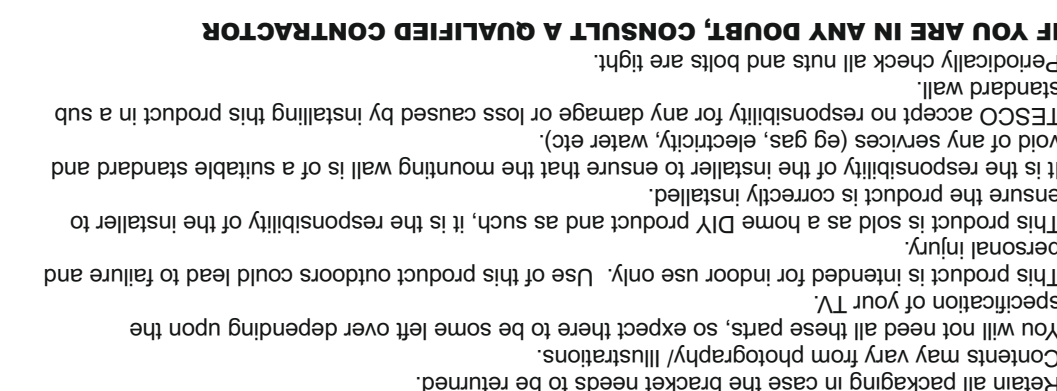 Retain all packaging in case the bracket needs to be returned.
Contents may vary from photography/ Illustrations.
You will not need all these parts, so expect there to be some left over depending upon the
specification of your TV.
This product is intended for indoor use only. Use of this product outdoors could lead to failure and
personal injury.
This product is sold as a home DIY product and as such, it is the responsibility of the installer to
ensure the product is correctly installed.
It is the responsibility of the installer to ensure that the mounting wall is of a suitable standard and
void of any services (eg gas, electricity, water etc).
TESCO accept no responsibility for any damage or loss caused by installing this product in a sub
standard wall.
Periodically check all nuts and bolts are tight.
IF YOU ARE IN ANY DOUBT, CONSULT A QUALIFIED CONTRACTOR